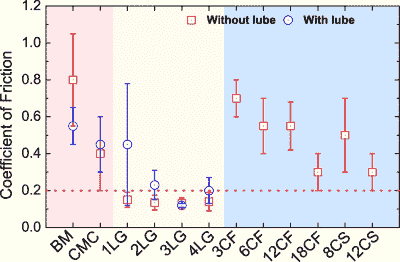 Coefficient of Friction
1.2
1.0
0.8
0.6
0.4
0.2
0.0
Without lube
With lube
BM
CMC
1LG
2LG
3LG
4LG
3CF
6CF
12CF
18CF
8CS
12CS